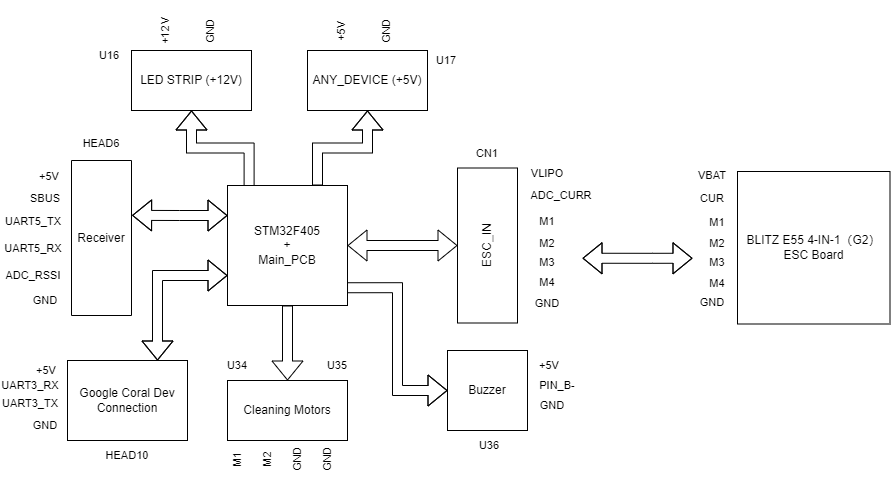 +12V
GND
+5V
GND
U16
LED STRIP (+12V)
ANY_DEVICE (+5V)
U17
HEAD6
+5V
SBUS
UART5_TX
UART5_RX
ADC_RSSI
GND
Receiver
STM32F405
+
Main_PCB
CN1
ESC_IN
VLIPO
ADC_CURR
M1
M2
M3
M4
GND
VBAT
CUR
M1
M2
M3
M4
GND
BLITZ E55 4-IN-1（G2）
ESC Board
+5V
UART3_RX
UART3_TX
GND
Google Coral Dev
Connection
HEAD10
U34
U35
Cleaning Motors
M1
M2
GND
GND
Buzzer
+5V
PIN_B-
GND
U36